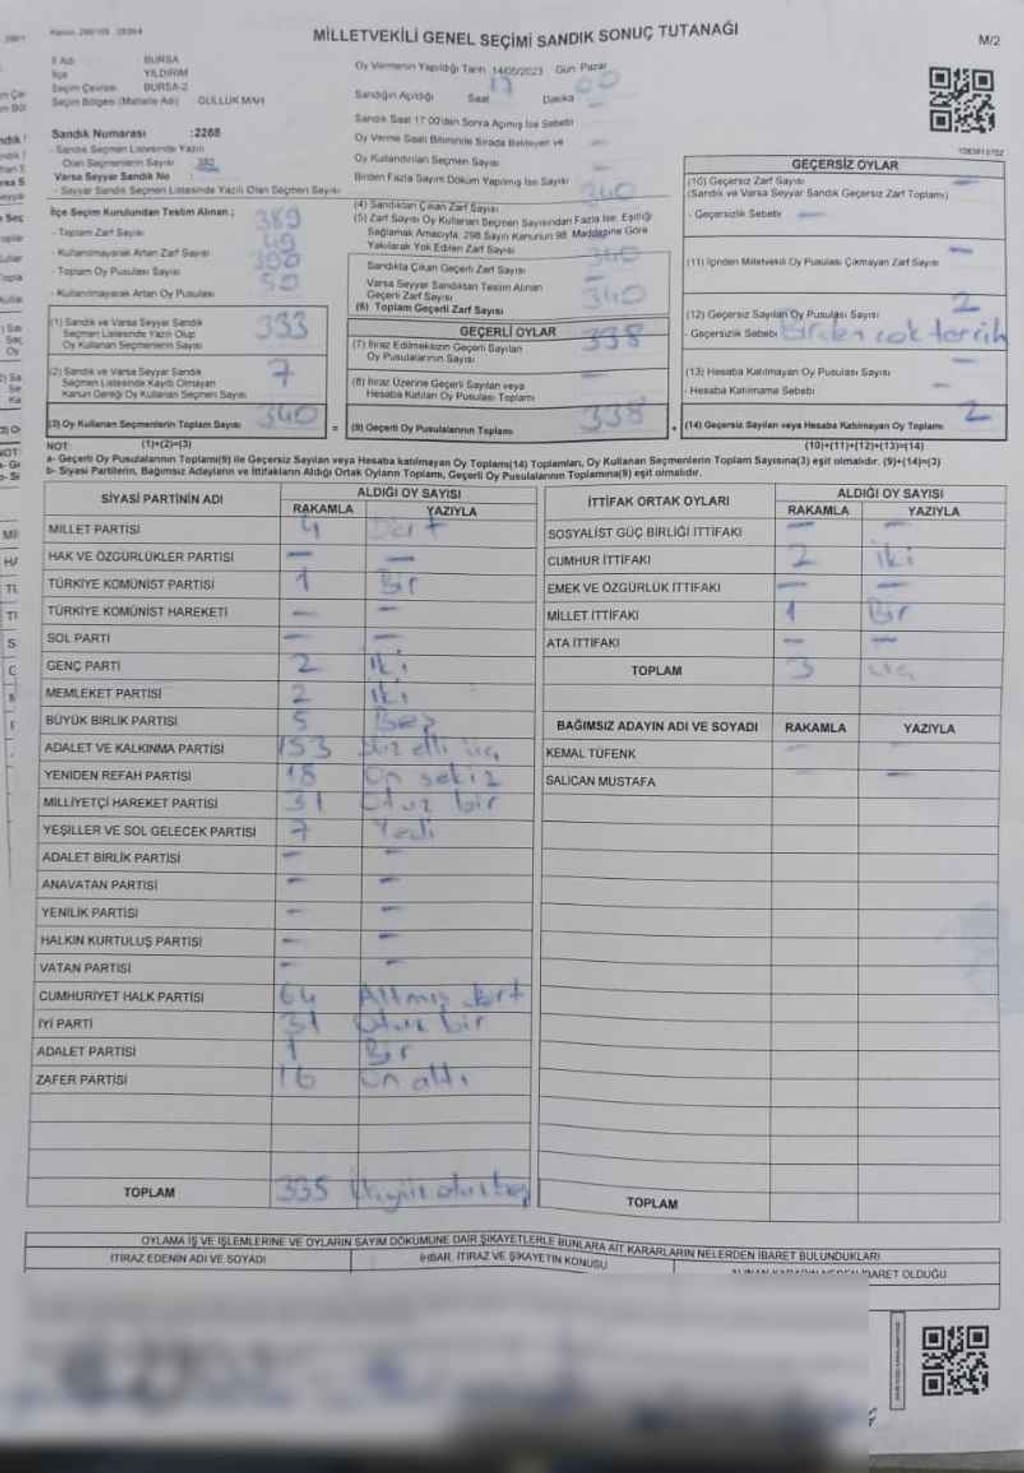 MİLLETVEKİLİ GENEL SEÇİMİ SANDIK SONUÇ TUTANAĞI
M/2
İl Adı BURSA
İlçe YILDIRIM
Seçim Çevresi BURSA-2
Seçim Bölgesi (Mahalle Adı) GÜLLÜK MAH.
Sandık Numarası :2268
- Sandık Seçmen Listesinde Yazılı
Olan Seçmenlerin Sayısı : 382
Varsa Seyyar Sandık No :
- Seyyar Sandık Seçmen Listesinde Yazılı Olan Seçmen Sayısı
İlçe Seçim Kurulundan Teslim Alınan ;
- Toplam Zarf Sayısı 389
- Kullanılmayarak Artan Zarf Sayısı 49
- Toplam Oy Pusulası Sayısı
- Kullanılmayarak Artan Oy Pusulası 50
(1) Sandık ve Varsa Seyyar Sandık
Seçmen Listesinde Yazılı Olup
Oy Kullanan Seçmenlerin Sayısı 333
(2) Sandık ve Varsa Seyyar Sandık
Seçmen Listesinde Kayıtlı Olmayan
Kanun Gereği Oy Kullanan Seçmen Sayısı 7
(3) Oy Kullanan Seçmenlerin Toplam Sayısı 340
Oy Vermenin Yapıldığı Tarih 14/05/2023 Gün Pazar
Sandığın Açıldığı Saat 17 Dakika 00
Sandık Saat 17:00'den Sonra Açılmış İse Sebebi
Oy Verme Saati Bitiminde Sırada Bekleyen ve
Oy Kullandırılan Seçmen Sayısı
Birden Fazla Sayım Döküm Yapılmış İse Sayısı
(4) Sandıktan Çıkan Zarf Sayısı 340
(5) Zarf Sayısı Oy Kullanan Seçmen Sayısından Fazla İse, Eşitliği
Sağlamak Amacıyla, 298 Sayılı Kanunun 98. Maddesine Göre
Yakılarak Yok Edilen Zarf Sayısı
Sandıkta Çıkan Geçerli Zarf Sayısı 340
Varsa Seyyar Sandıktan Teslim Alınan
Geçerli Zarf Sayısı
(6) Toplam Geçerli Zarf Sayısı 340
GEÇERLİ OYLAR
(7) İtiraz Edilmeksizin Geçerli Sayılan
Oy Pusulalarının Sayısı 338
(8) İtiraz Üzerine Geçerli Sayılan veya
Hesaba Katılan Oy Pusulaları Toplamı
= (9) Geçerli Oy Pusulalarının Toplamı 338
GEÇERSİZ OYLAR
(10) Geçersiz Zarf Sayısı
(Sandık ve Varsa Seyyar Sandık Geçersiz Zarf Toplamı)
- Geçersizlik Sebebi
(11) İçinden Milletvekili Oy Pusulası Çıkmayan Zarf Sayısı
(12) Geçersiz Sayılan Oy Pusulası Sayısı 2
- Geçersizlik Sebebi Birden çok tercih
(13) Hesaba Katılmayan Oy Pusulası Sayısı
- Hesaba Katılmama Sebebi
+ (14) Geçersiz Sayılan veya Hesaba Katılmayan Oy Toplamı 2
NOT: (1)+(2)=(3) (10)+(11)+(12)+(13)=(14)
a- Geçerli Oy Pusulalarının Toplamı(9) ile Geçersiz Sayılan veya Hesaba katılmayan Oy Toplamı(14) Toplamları, Oy Kullanan Seçmenlerin Toplam Sayısına(3) eşit olmalıdır. (9)+(14)=(3)
b- Siyasi Partilerin, Bağımsız Adayların ve İttifakların Aldığı Ortak Oyların Toplamı, Geçerli Oy Pusulalarının Toplamına(9) eşit olmalıdır.
SİYASİ PARTİNİN ADI ALDIĞI OY SAYISI
RAKAMLA YAZIYLA
MİLLET PARTİSİ 4 Dört
HAK VE ÖZGÜRLÜKLER PARTİSİ — —
TÜRKİYE KOMÜNİST PARTİSİ 1 Bir
TÜRKİYE KOMÜNİST HAREKETİ — —
SOL PARTİ — —
GENÇ PARTİ 2 İki
MEMLEKET PARTİSİ 2 İki
BÜYÜK BİRLİK PARTİSİ 5 Beş
ADALET VE KALKINMA PARTİSİ 153 Yüz elli üç
YENİDEN REFAH PARTİSİ 18 On sekiz
MİLLİYETÇİ HAREKET PARTİSİ 31 Otuz bir
YEŞİLLER VE SOL GELECEK PARTİSİ 7 Yedi
ADALET BİRLİK PARTİSİ — —
ANAVATAN PARTİSİ — —
YENİLİK PARTİSİ — —
HALKIN KURTULUŞ PARTİSİ — —
VATAN PARTİSİ — —
CUMHURİYET HALK PARTİSİ 64 Altmış dört
İYİ PARTİ 31 Otuz bir
ADALET PARTİSİ 1 Bir
ZAFER PARTİSİ 16 On altı
TOPLAM 335 Üçyüz otuz beş
İTTİFAK ORTAK OYLARI ALDIĞI OY SAYISI
RAKAMLA YAZIYLA
SOSYALİST GÜÇ BİRLİĞİ İTTİFAKI — —
CUMHUR İTTİFAKI 2 İki
EMEK VE ÖZGÜRLÜK İTTİFAKI — —
MİLLET İTTİFAKI 1 Bir
ATA İTTİFAKI — —
TOPLAM 3 Üç
BAĞIMSIZ ADAYIN ADI VE SOYADI RAKAMLA YAZIYLA
KEMAL TÜFENK — —
SALİCAN MUSTAFA — —
TOPLAM
OYLAMA İŞ VE İŞLEMLERİNE VE OYLARIN SAYIM DÖKÜMÜNE DAİR ŞİKAYETLERLE BUNLARA AİT KARARLARIN NELERDEN İBARET BULUNDUKLARI
İTİRAZ EDENİN ADI VE SOYADI İHBAR, İTİRAZ VE ŞİKAYETİN KONUSU